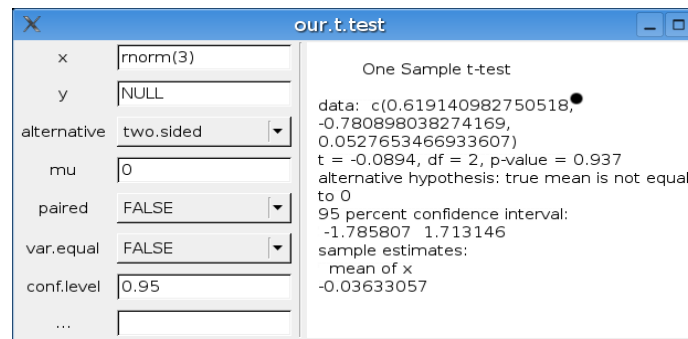 our.t.test
x rnorm(3)
y NULL
alternative two.sided
mu 0
paired FALSE
var.equal FALSE
conf.level 0.95
...
One Sample t-test
data: c(0.619140982750518,
-0.780898038274169,
0.0527653466933607)
t = -0.0894, df = 2, p-value = 0.937
alternative hypothesis: true mean is not equal
to 0
95 percent confidence interval:
-1.785807 1.713146
sample estimates:
mean of x
-0.03633057